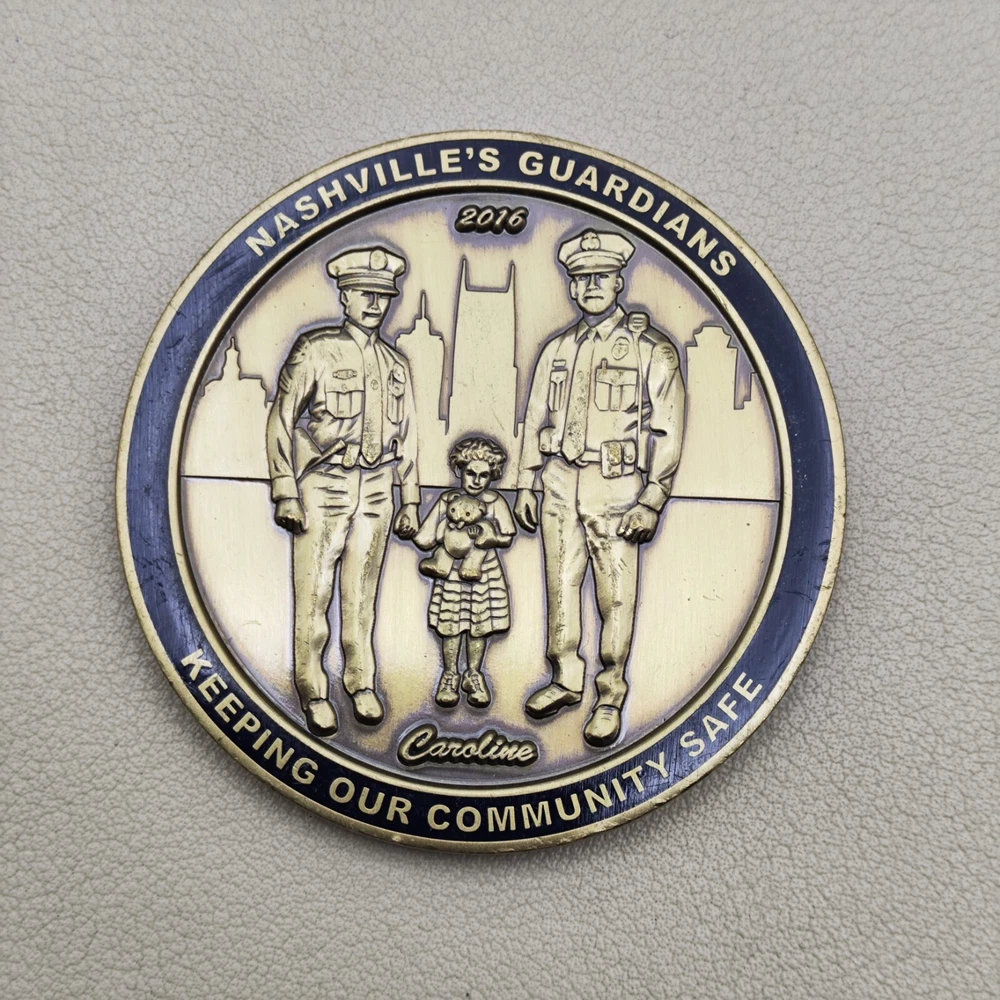 NASHVILLE'S GUARDIANS
2016
Caroline
KEEPING OUR COMMUNITY SAFE